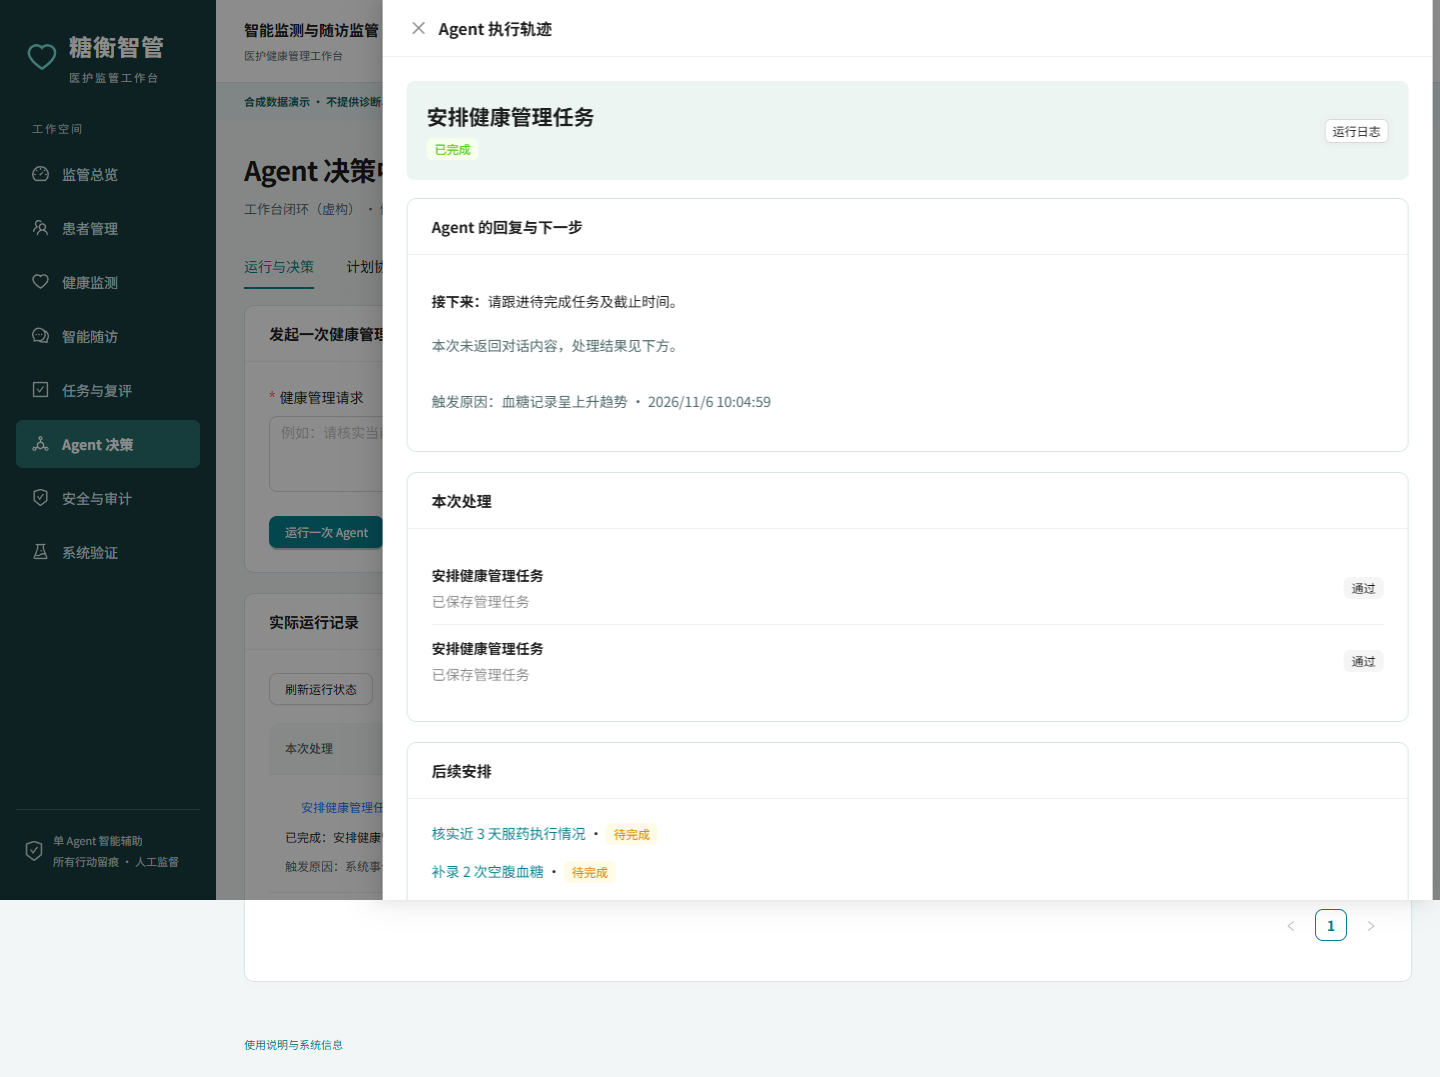 糖衡智管
医护监管工作台
工作空间
监管总览
患者管理
健康监测
智能随访
任务与复评
Agent 决策
安全与审计
系统验证
单 Agent 智能辅助
所有行动留痕 · 人工监督
智能监测与随访监管
医护健康管理工作台
合成数据演示 · 不提供诊断
Agent 决策
工作台闭环（虚构） ·
运行与决策
计划协
发起一次健康管理
* 健康管理请求
例如：请核实当
运行一次 Agent
实际运行记录
刷新运行状态
本次处理
安排健康管理任
已完成：安排健康
触发原因：系统事
Agent 执行轨迹
安排健康管理任务
已完成
运行日志
Agent 的回复与下一步
接下来：请跟进待完成任务及截止时间。
本次未返回对话内容，处理结果见下方。
触发原因：血糖记录呈上升趋势 · 2026/11/6 10:04:59
本次处理
安排健康管理任务
已保存管理任务
通过
安排健康管理任务
已保存管理任务
通过
后续安排
核实近 3 天服药执行情况 · 待完成
补录 2 次空腹血糖 · 待完成
1
使用说明与系统信息